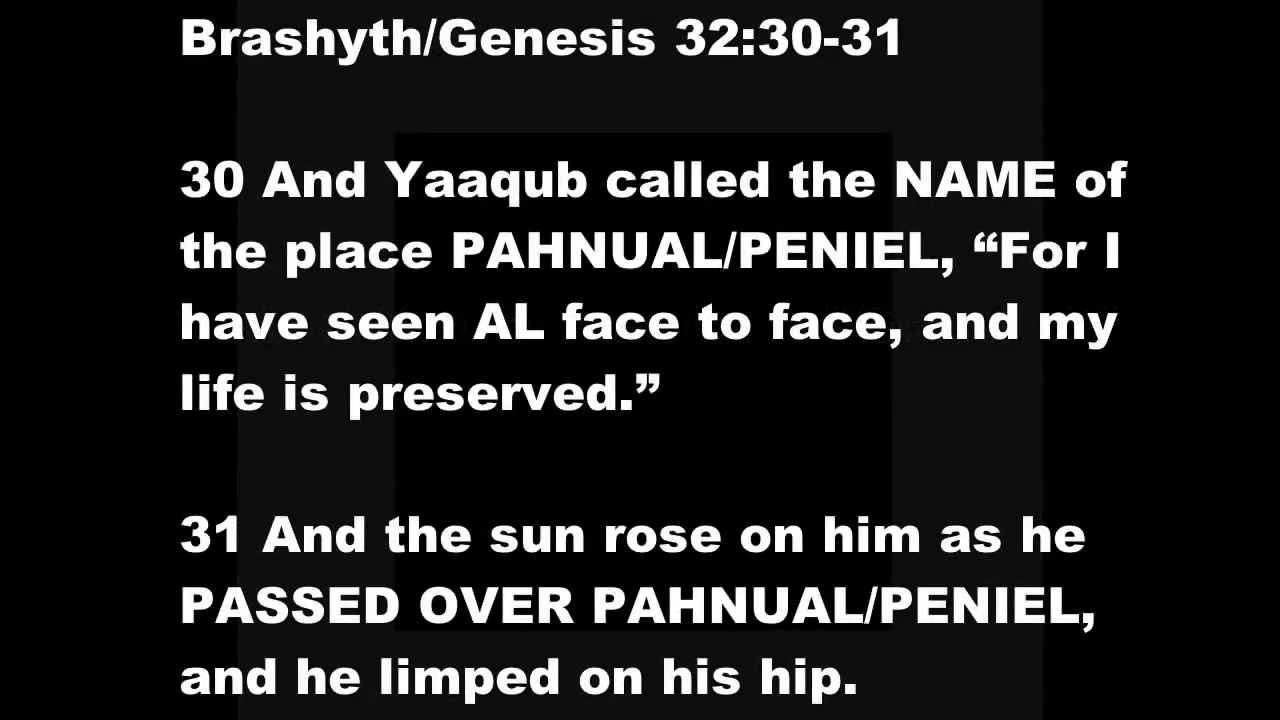 Brashyth/Genesis 32:30-31
30 And Yaaqub called the NAME of
the place PAHNUAL/PENIEL, “For I
have seen AL face to face, and my
life is preserved.”
31 And the sun rose on him as he
PASSED OVER PAHNUAL/PENIEL,
and he limped on his hip.